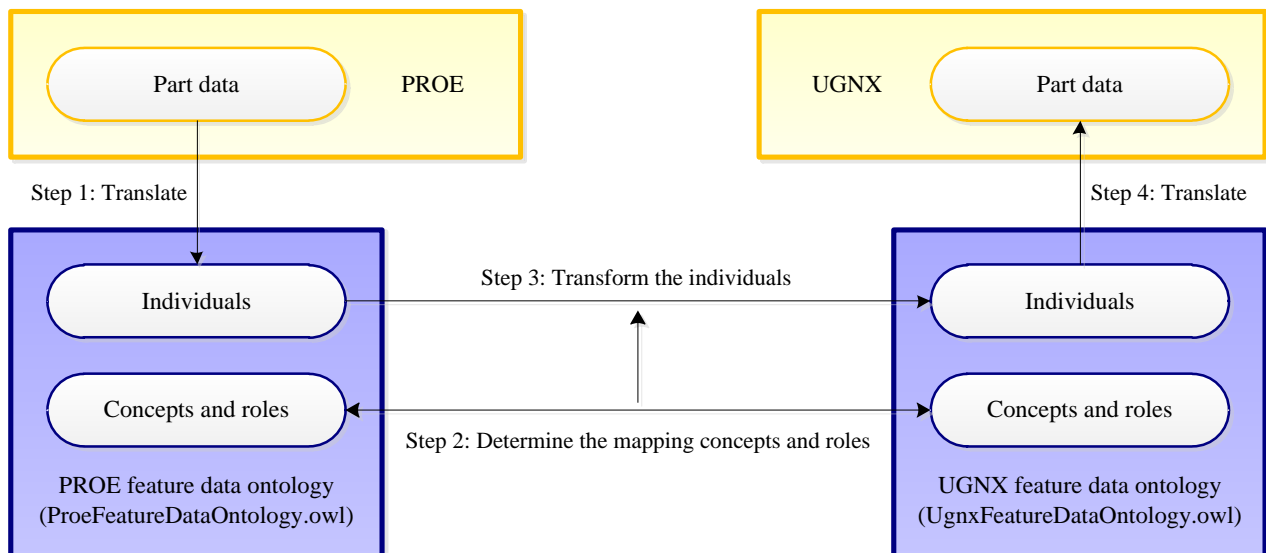 Part data
PROE
UGNX
Part data
Step 1: Translate
Step 4: Translate
Individuals
Step 3: Transform the individuals
Individuals
Concepts and roles
Concepts and roles
Step 2: Determine the mapping concepts and roles
PROE feature data ontology
(ProeFeatureDataOntology.owl)
UGNX feature data ontology
(UgnxFeatureDataOntology.owl)